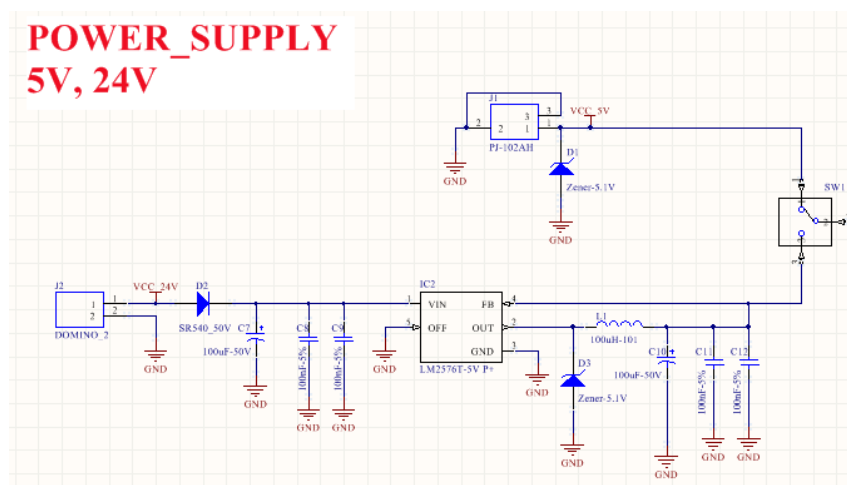 POWER_SUPPLY
5V, 24V
J1
3
VCC_5V
2
2
3
1
1
PJ-102AH
D1
Zener-5.1V
GND
GND
SW1
1
2
3
IC2
J2
VCC_24V
D2
1
1
2
2
DOMINO_2
SR540_50V
C7
100uF-50V
C8
100nF-5%
C9
100nF-5%
1
VIN
FB
4
5
OFF
OUT
2
GND
3
LM2576T-5V P+
L1
100uH-101
D3
Zener-5.1V
C10
100uF-50V
C11
100nF-5%
C12
100nF-5%
GND
GND
GND
GND
GND
GND
GND
GND
GND
GND